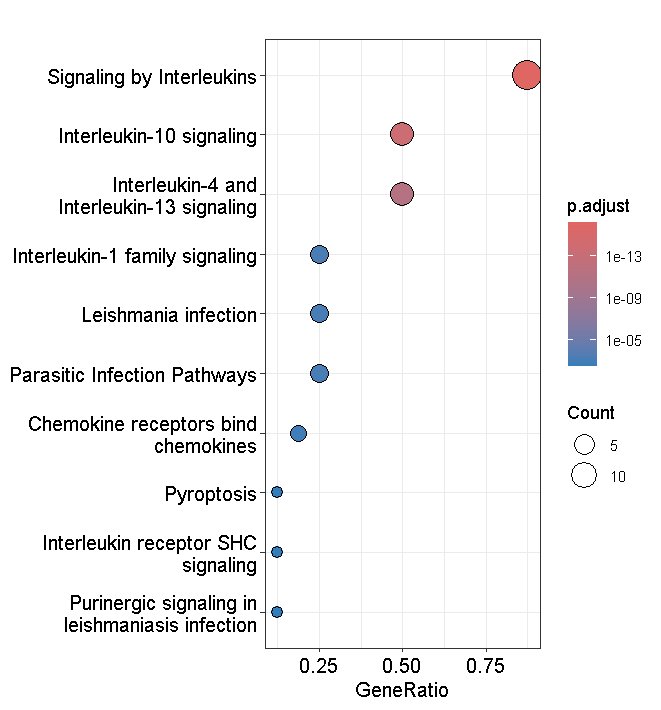 Signaling by Interleukins
Interleukin-10 signaling
Interleukin-4 and
Interleukin-13 signaling
Interleukin-1 family signaling
Leishmania infection
Parasitic Infection Pathways
Chemokine receptors bind
chemokines
Pyroptosis
Interleukin receptor SHC
signaling
Purinergic signaling in
leishmaniasis infection
0.25 0.50 0.75
GeneRatio
p.adjust
1e-13
1e-09
1e-05
Count
5
10